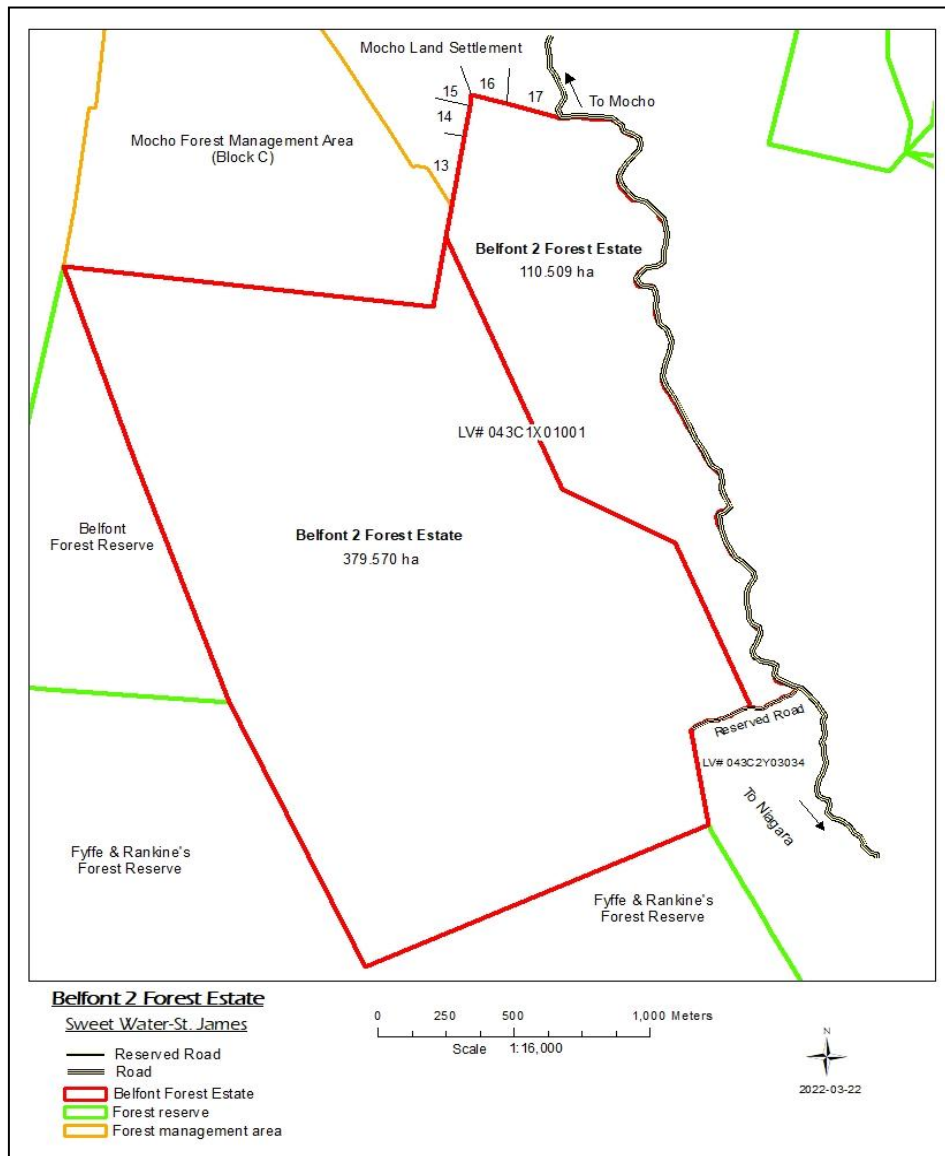 Mocho Land Settlement
15
16
17
To Mocho
14
13
Mocho Forest Management Area
(Block C)
Belfont 2 Forest Estate
110.509 ha
LV# 043C1X01001
Belfont
Forest Reserve
Belfont 2 Forest Estate
379.570 ha
Reserved Road
LV# 043C2Y03034
To Niagara
Fyffe & Rankine's
Forest Reserve
Fyffe & Rankine's
Forest Reserve
Belfont 2 Forest Estate
Sweet Water-St. James
Reserved Road
Road
Belfont Forest Estate
Forest reserve
Forest management area
0 250 500 1,000 Meters
Scale 1:16,000
N
2022-03-22